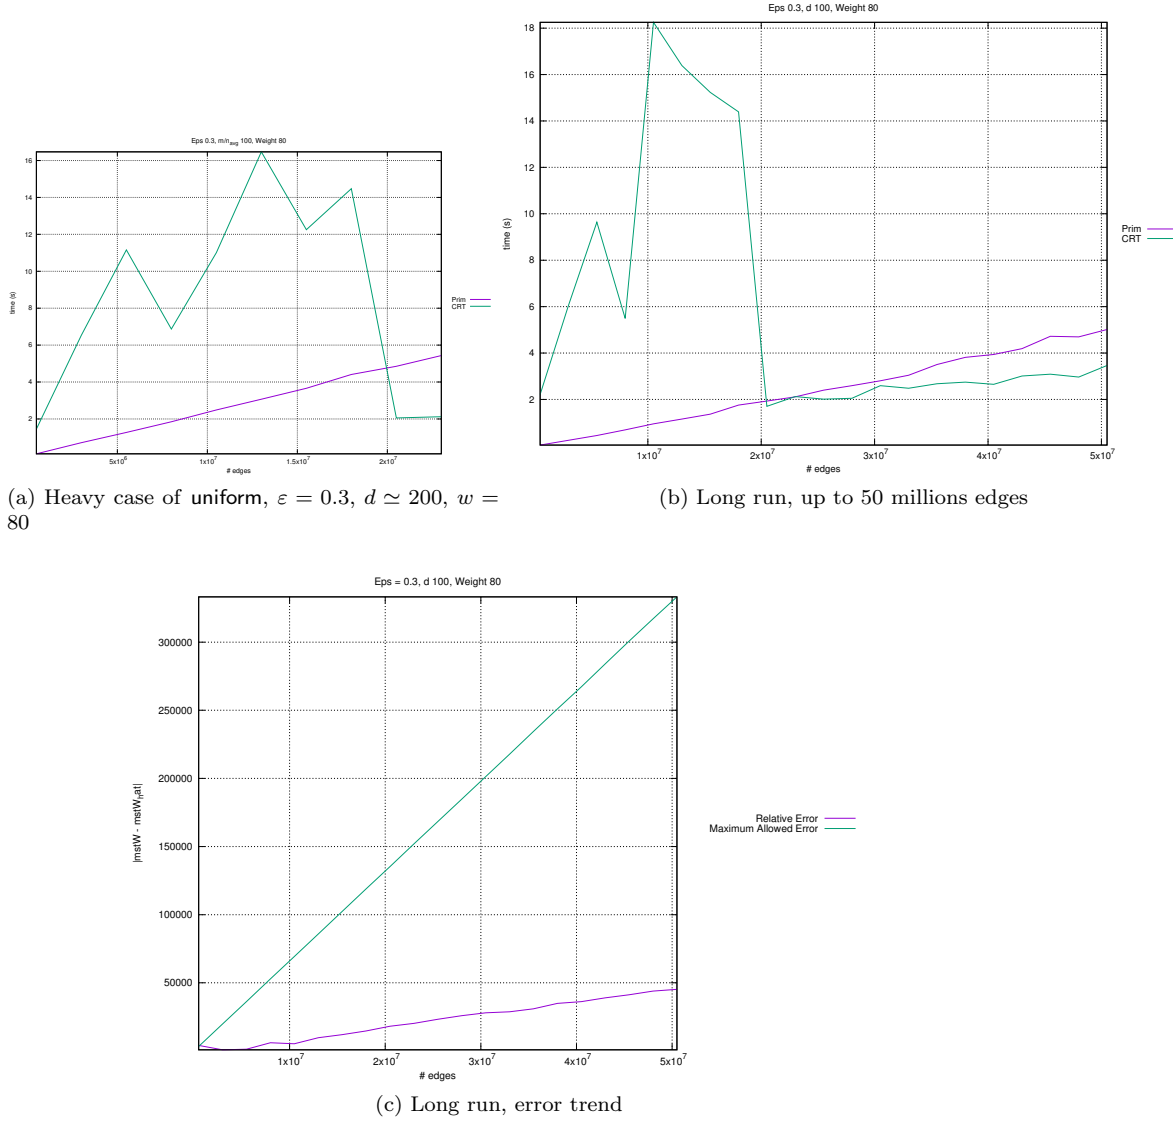 Eps 0.3, m/n_avg 100, Weight 80
16
14
12
10
8
6
4
2
time (s)
5x10^6
1x10^7
1.5x10^7
2x10^7
# edges
Prim
CRT
(a) Heavy case of uniform, ε = 0.3, d ≃ 200, w =
80
Eps 0.3, d 100, Weight 80
18
16
14
12
10
8
6
4
2
time (s)
1x10^7
2x10^7
3x10^7
4x10^7
5x10^7
# edges
Prim
CRT
(b) Long run, up to 50 millions edges
Eps = 0.3, d 100, Weight 80
300000
250000
200000
150000
100000
50000
|mstW - mstW_hat|
1x10^7
2x10^7
3x10^7
4x10^7
5x10^7
# edges
Relative Error
Maximum Allowed Error
(c) Long run, error trend